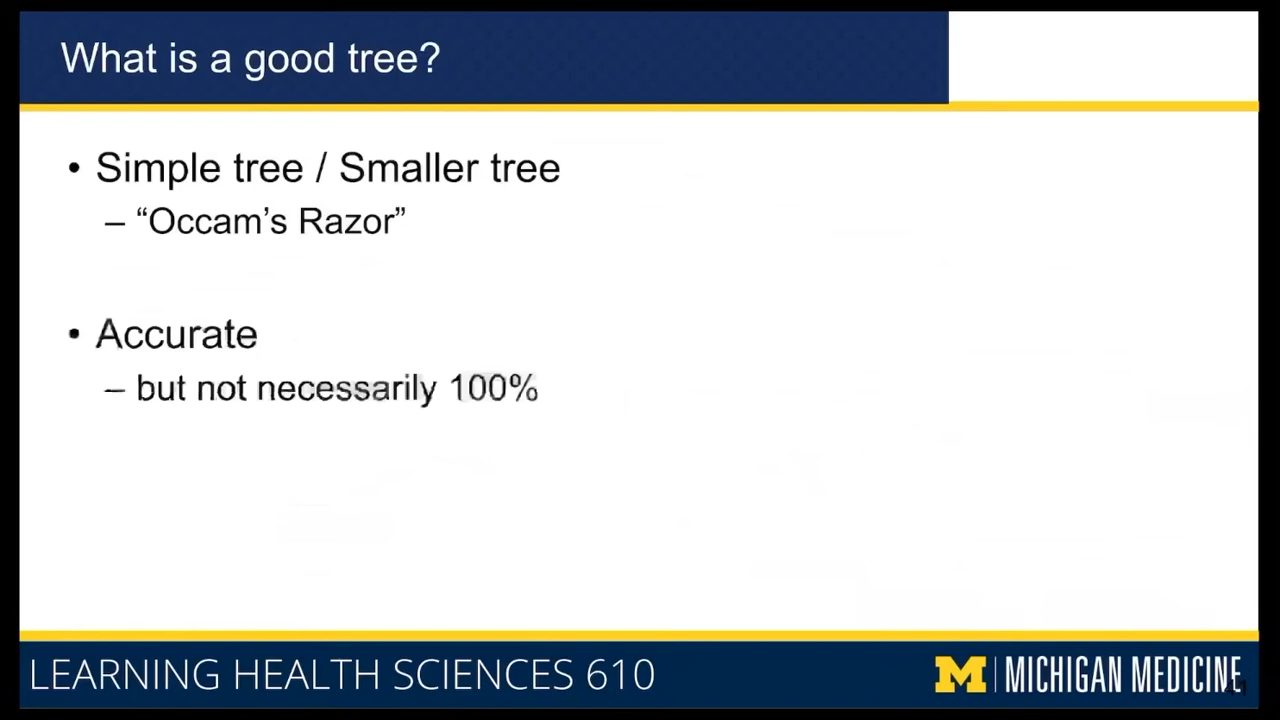 What is a good tree?
• Simple tree / Smaller tree
– “Occam’s Razor”
• Accurate
– but not necessarily 100%
LEARNING HEALTH SCIENCES 610
M MICHIGAN MEDICINE